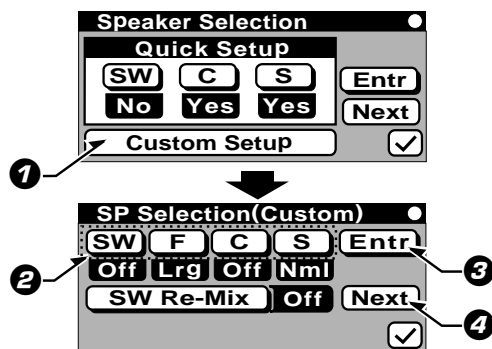 Speaker Selection
Quick Setup
SW C S
No Yes Yes
Entr
Next
Custom Setup
1
SP Selection(Custom)
SW F C S Entr
Off Lrg Off Nml
SW Re-Mix Off Next
2
3
4